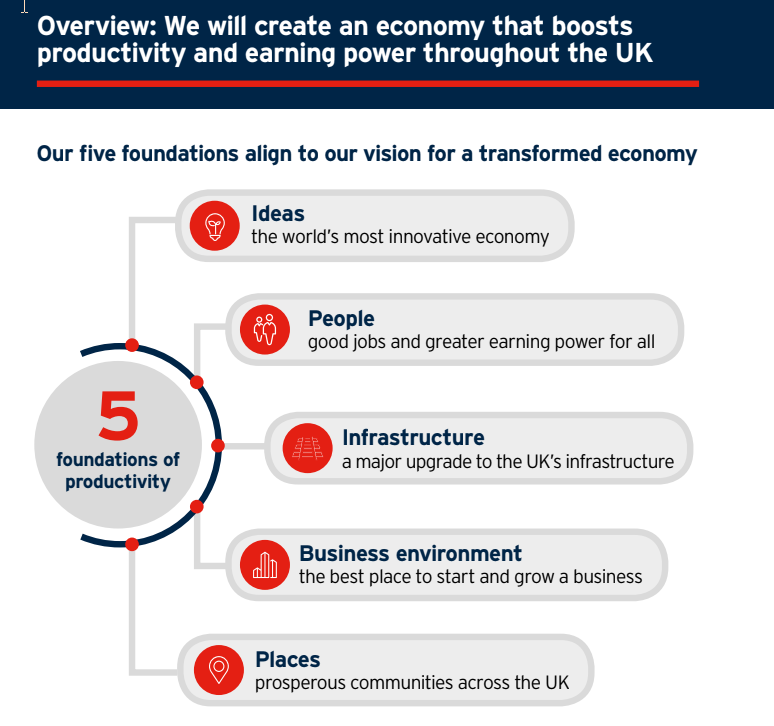 Overview: We will create an economy that boosts
productivity and earning power throughout the UK
Our five foundations align to our vision for a transformed economy
Ideas
the world's most innovative economy
People
good jobs and greater earning power for all
5
foundations of
productivity
Infrastructure
a major upgrade to the UK's infrastructure
Business environment
the best place to start and grow a business
Places
prosperous communities across the UK